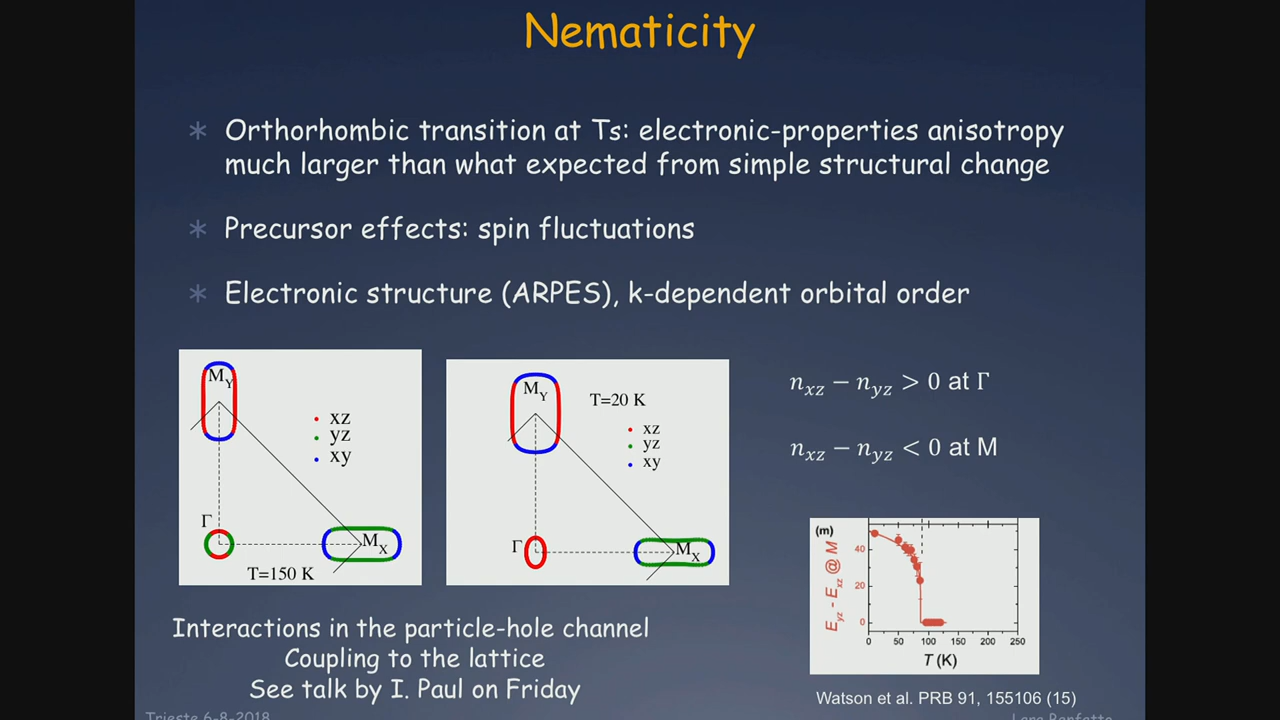 Nematicity
Orthorhombic transition at Ts: electronic-properties anisotropy
much larger than what expected from simple structural change
Precursor effects: spin fluctuations
Electronic structure (ARPES), k-dependent orbital order
M_Y
xz
yz
xy
Γ
M_X
T=150 K
M_Y
T=20 K
xz
yz
xy
Γ
M_X
n_xz − n_yz > 0 at Γ
n_xz − n_yz < 0 at M
(m)
E_yz - E_xz @ M
40
20
0
0 50 100 150 200 250
T (K)
Interactions in the particle-hole channel
Coupling to the lattice
See talk by I. Paul on Friday
Watson et al. PRB 91, 155106 (15)
Trieste 6-8-2018